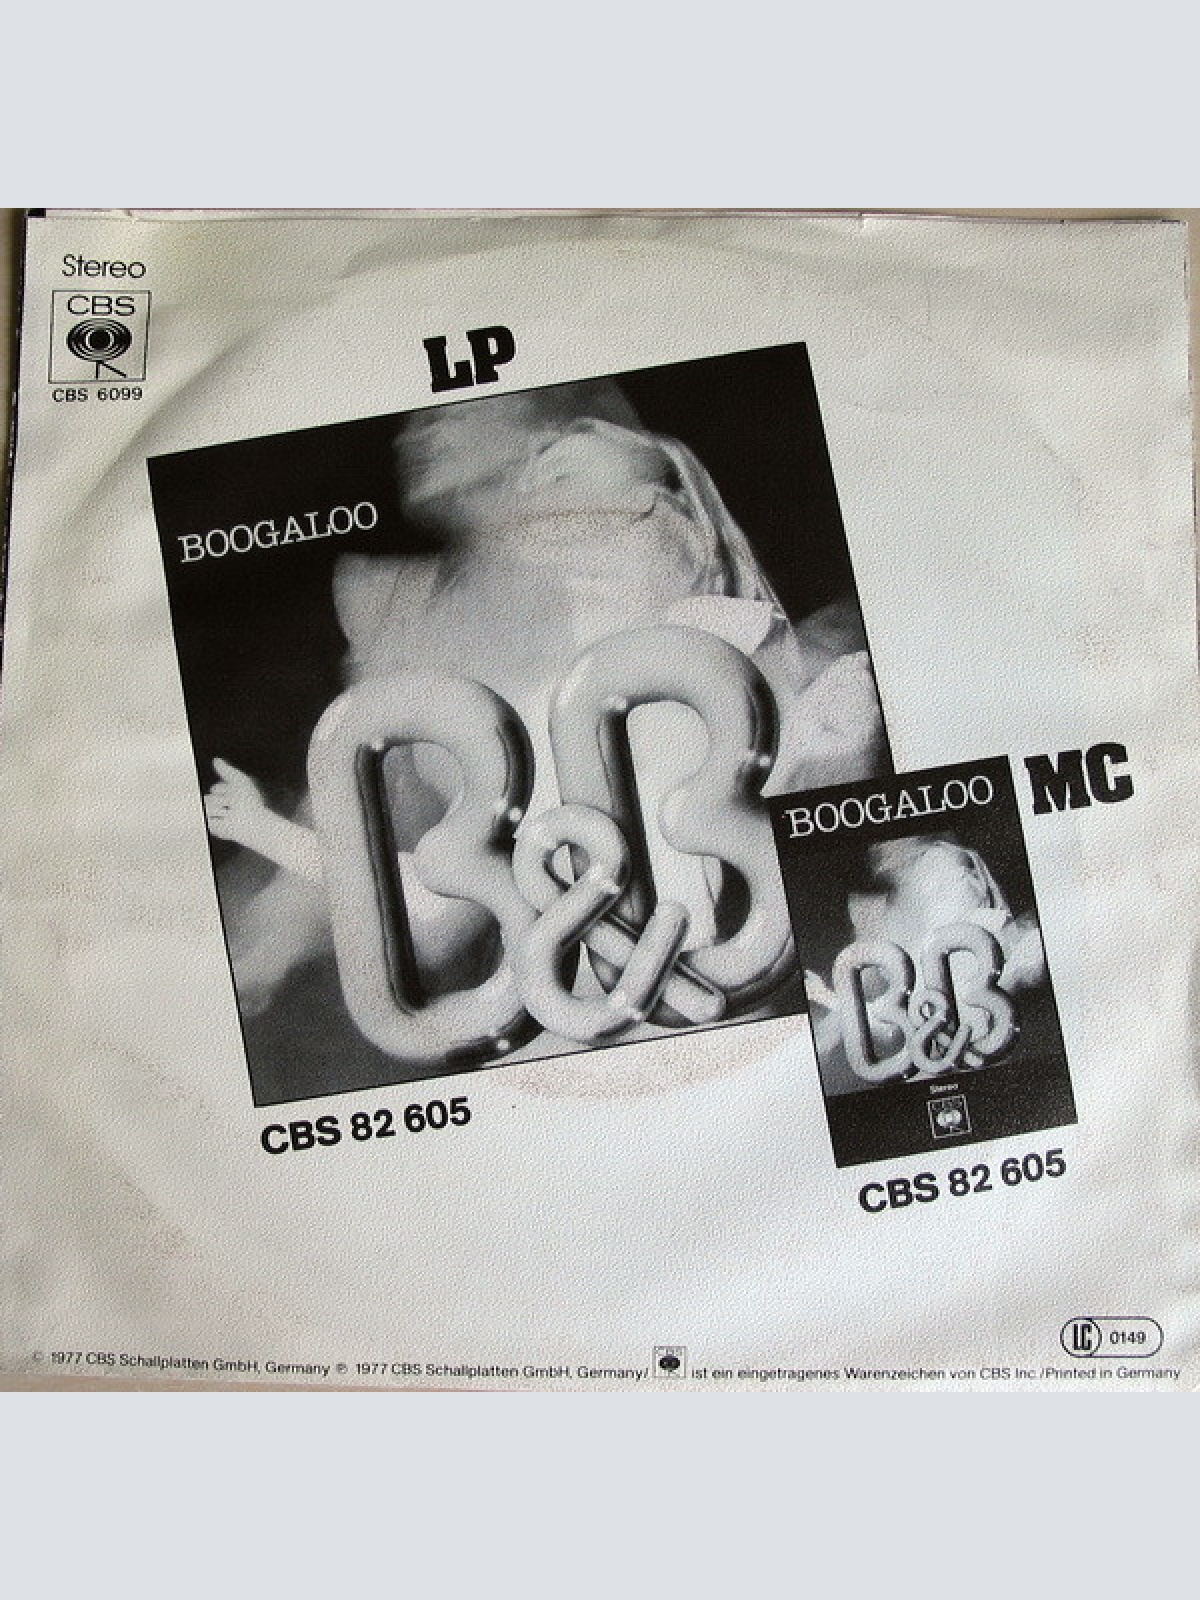 Stereo
CBS
CBS 6099
LP
BOOGALOO
B&B
CBS 82 605
MC
BOOGALOO
B&B
Stereo
CBS 82 605
LC 0149
© 1977 CBS Schallplatten GmbH, Germany ℗ 1977 CBS Schallplatten GmbH, Germany/ CBS ist ein eingetragenes Warenzeichen von CBS Inc./Printed in Germany